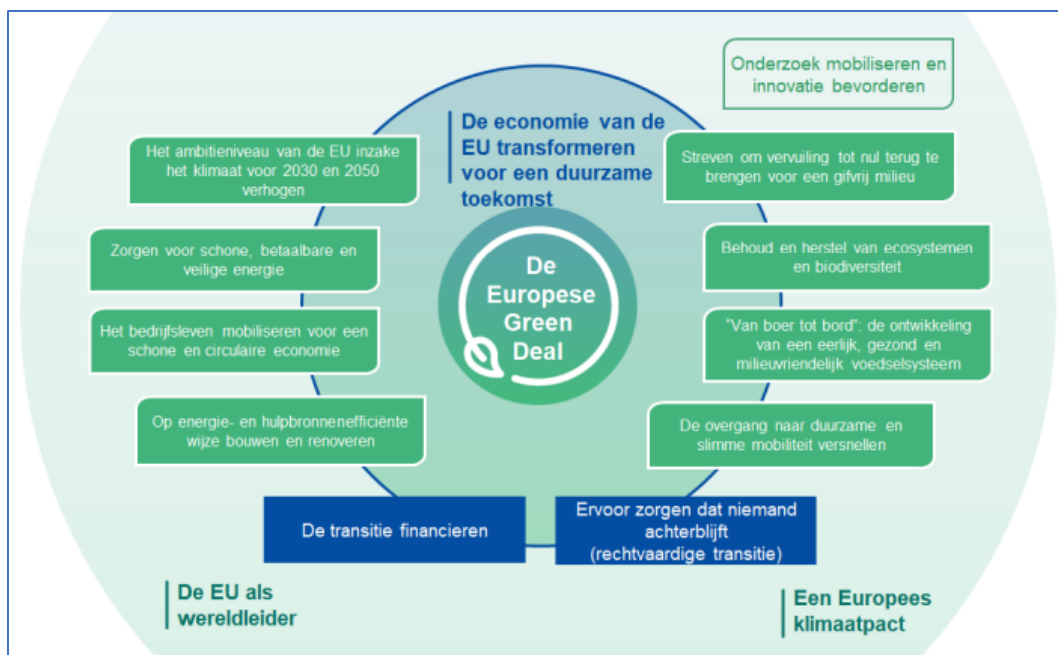 Onderzoek mobiliseren en
innovatie bevorderen
De economie van de
EU transformeren
voor een duurzame
toekomst
Het ambitieniveau van de EU inzake
het klimaat voor 2030 en 2050
verhogen
Streven om vervuiling tot nul terug te
brengen voor een gifvrij milieu
Zorgen voor schone, betaalbare en
veilige energie
Behoud en herstel van ecosystemen
en biodiversiteit
De
Europese
Green
Deal
Het bedrijfsleven mobiliseren voor een
schone en circulaire economie
"Van boer tot bord": de ontwikkeling
van een eerlijk, gezond en
milieuvriendelijk voedselsysteem
Op energie- en hulpbronnenefficiënte
wijze bouwen en renoveren
De overgang naar duurzame en
slimme mobiliteit versnellen
De transitie financieren
Ervoor zorgen dat niemand
achterblijft
(rechtvaardige transitie)
De EU als
wereldleider
Een Europees
klimaatpact